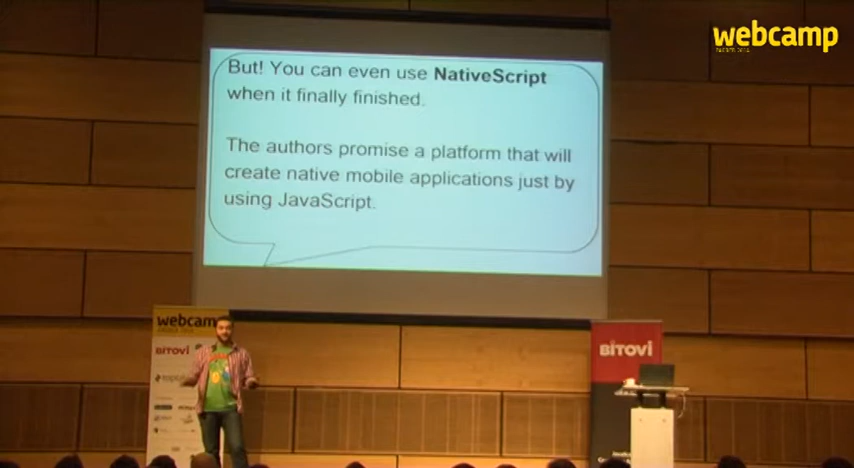 webcamp
But! You can even use NativeScript
when it finally finished.
The authors promise a platform that will
create native mobile applications just by
using JavaScript.
webcamp
BITOVI
BITOVI